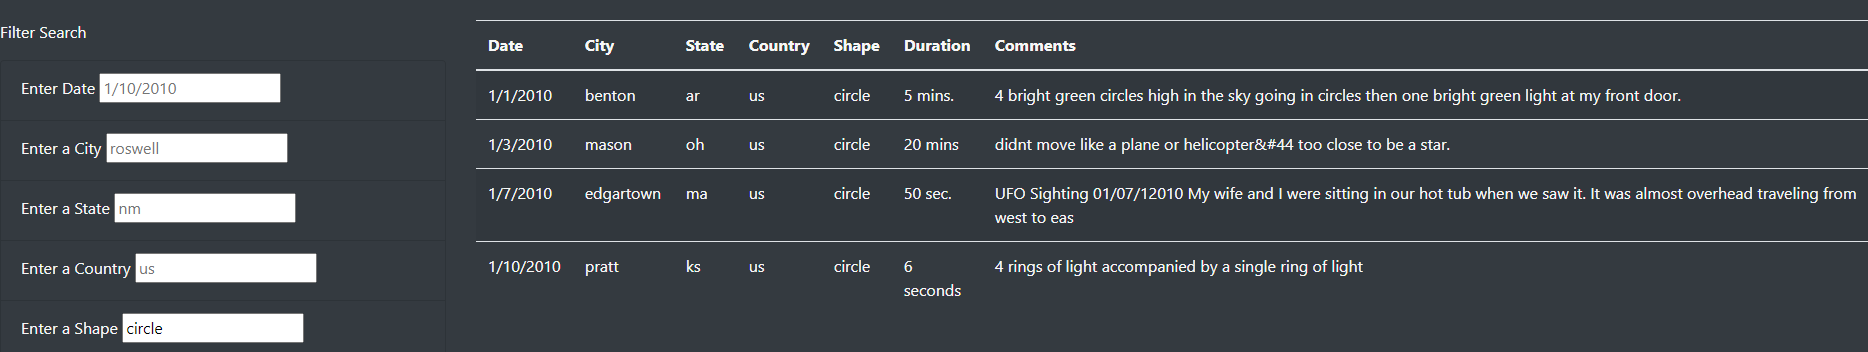 Filter Search
Enter Date 1/10/2010
Enter a City roswell
Enter a State nm
Enter a Country us
Enter a Shape circle
Date City State Country Shape Duration Comments
1/1/2010 benton ar us circle 5 mins. 4 bright green circles high in the sky going in circles then one bright green light at my front door.
1/3/2010 mason oh us circle 20 mins didnt move like a plane or helicopter&#44 too close to be a star.
1/7/2010 edgartown ma us circle 50 sec. UFO Sighting 01/07/12010 My wife and I were sitting in our hot tub when we saw it. It was almost overhead traveling from
west to eas
1/10/2010 pratt ks us circle 6 4 rings of light accompanied by a single ring of light
seconds